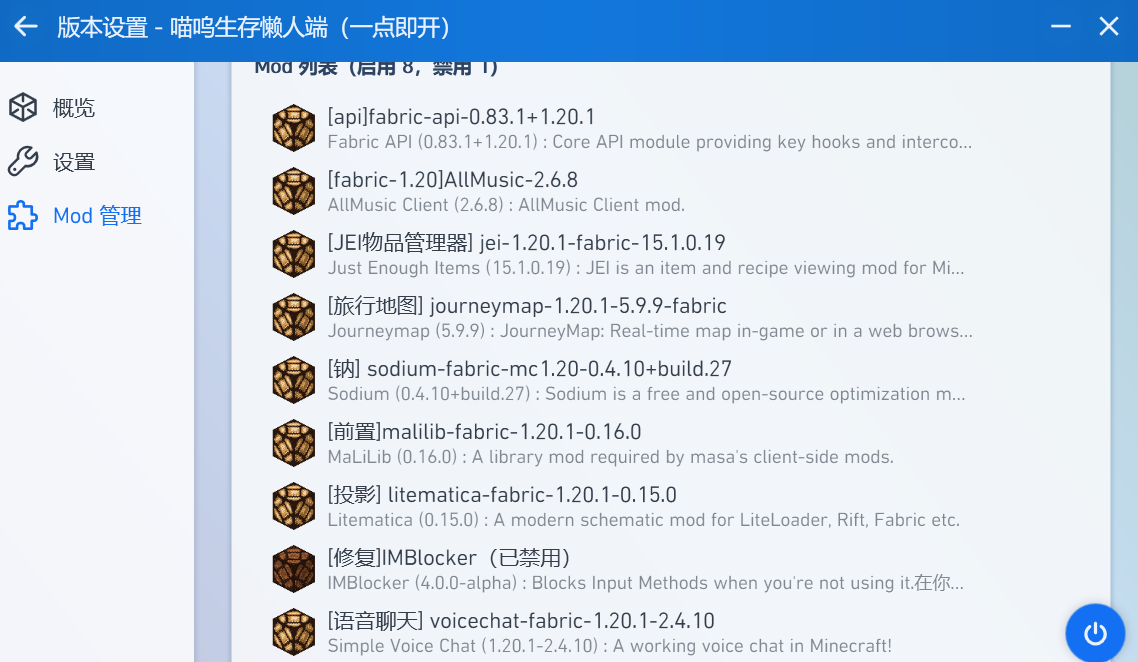 版本设置 - 喵呜生存懒人端（一点即开）
概览
设置
Mod 管理
Mod 列表（启用 8，禁用 1）
[api]fabric-api-0.83.1+1.20.1
Fabric API (0.83.1+1.20.1) : Core API module providing key hooks and interco...
[fabric-1.20]AllMusic-2.6.8
AllMusic Client (2.6.8) : AllMusic Client mod.
[JEI物品管理器] jei-1.20.1-fabric-15.1.0.19
Just Enough Items (15.1.0.19) : JEI is an item and recipe viewing mod for Mi...
[旅行地图] journeymap-1.20.1-5.9.9-fabric
Journeymap (5.9.9) : JourneyMap: Real-time map in-game or in a web brows...
[钠] sodium-fabric-mc1.20-0.4.10+build.27
Sodium (0.4.10+build.27) : Sodium is a free and open-source optimization m...
[前置]malilib-fabric-1.20.1-0.16.0
MaLiLib (0.16.0) : A library mod required by masa's client-side mods.
[投影] litematica-fabric-1.20.1-0.15.0
Litematica (0.15.0) : A modern schematic mod for LiteLoader, Rift, Fabric etc.
[修复]IMBlocker（已禁用）
IMBlocker (4.0.0-alpha) : Blocks Input Methods when you're not using it.在你...
[语音聊天] voicechat-fabric-1.20.1-2.4.10
Simple Voice Chat (1.20.1-2.4.10) : A working voice chat in Minecraft!